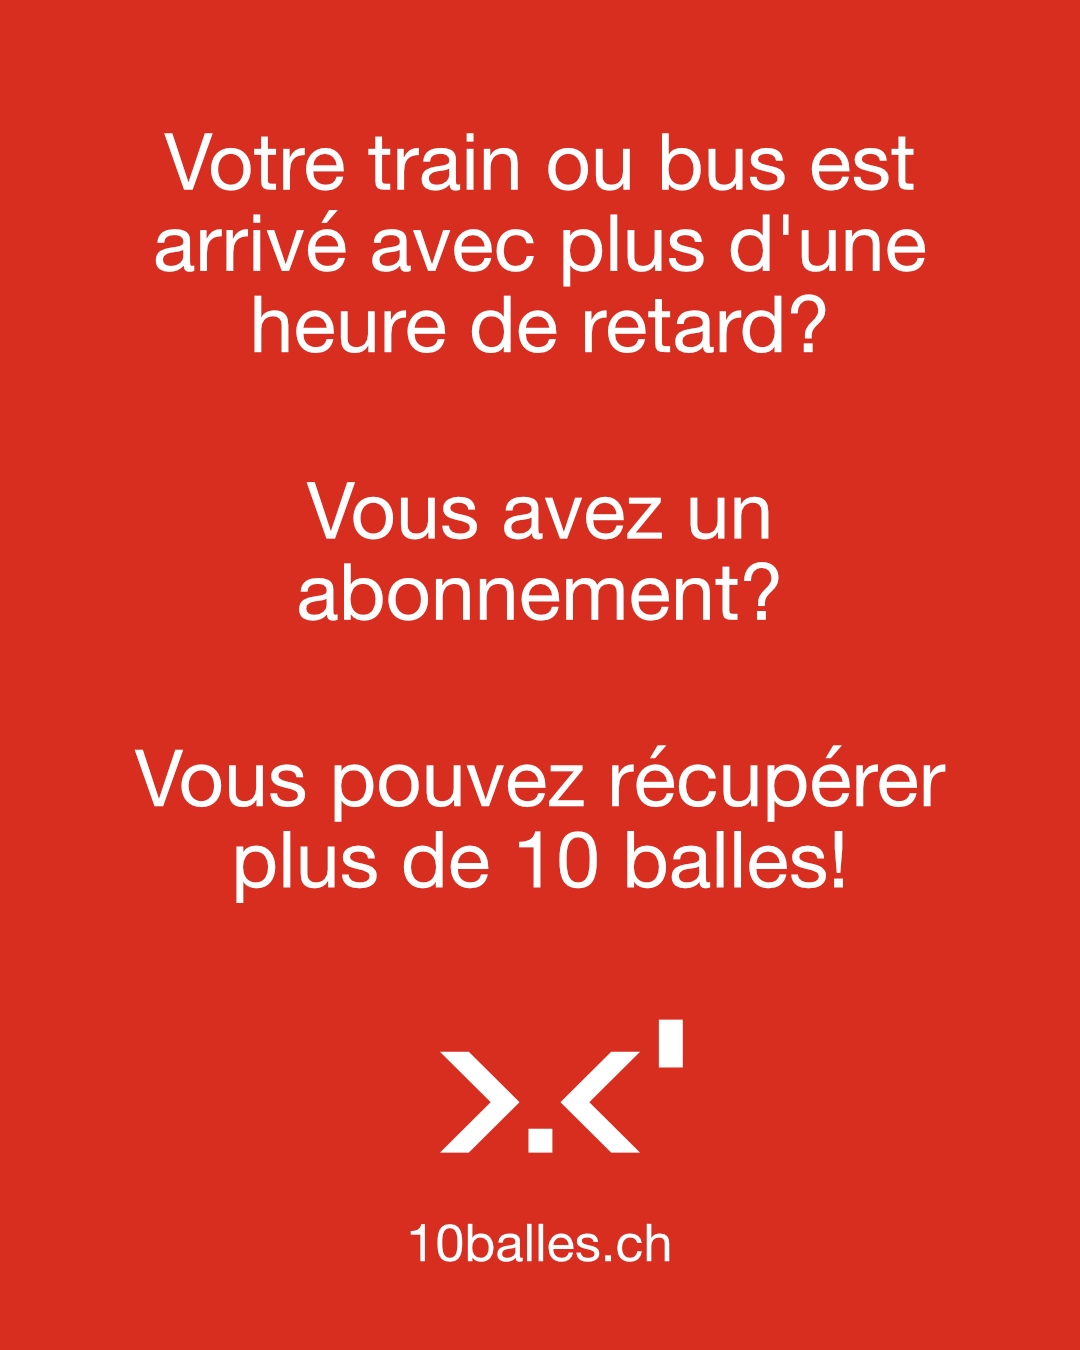 Votre train ou bus est
arrivé avec plus d'une
heure de retard?
Vous avez un
abonnement?
Vous pouvez récupérer
plus de 10 balles!
10balles.ch